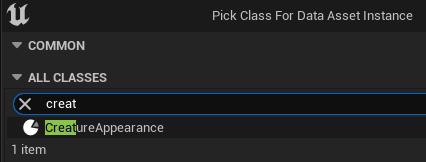 Pick Class For Data Asset Instance
COMMON
ALL CLASSES
creat
CreatureAppearance
1 item